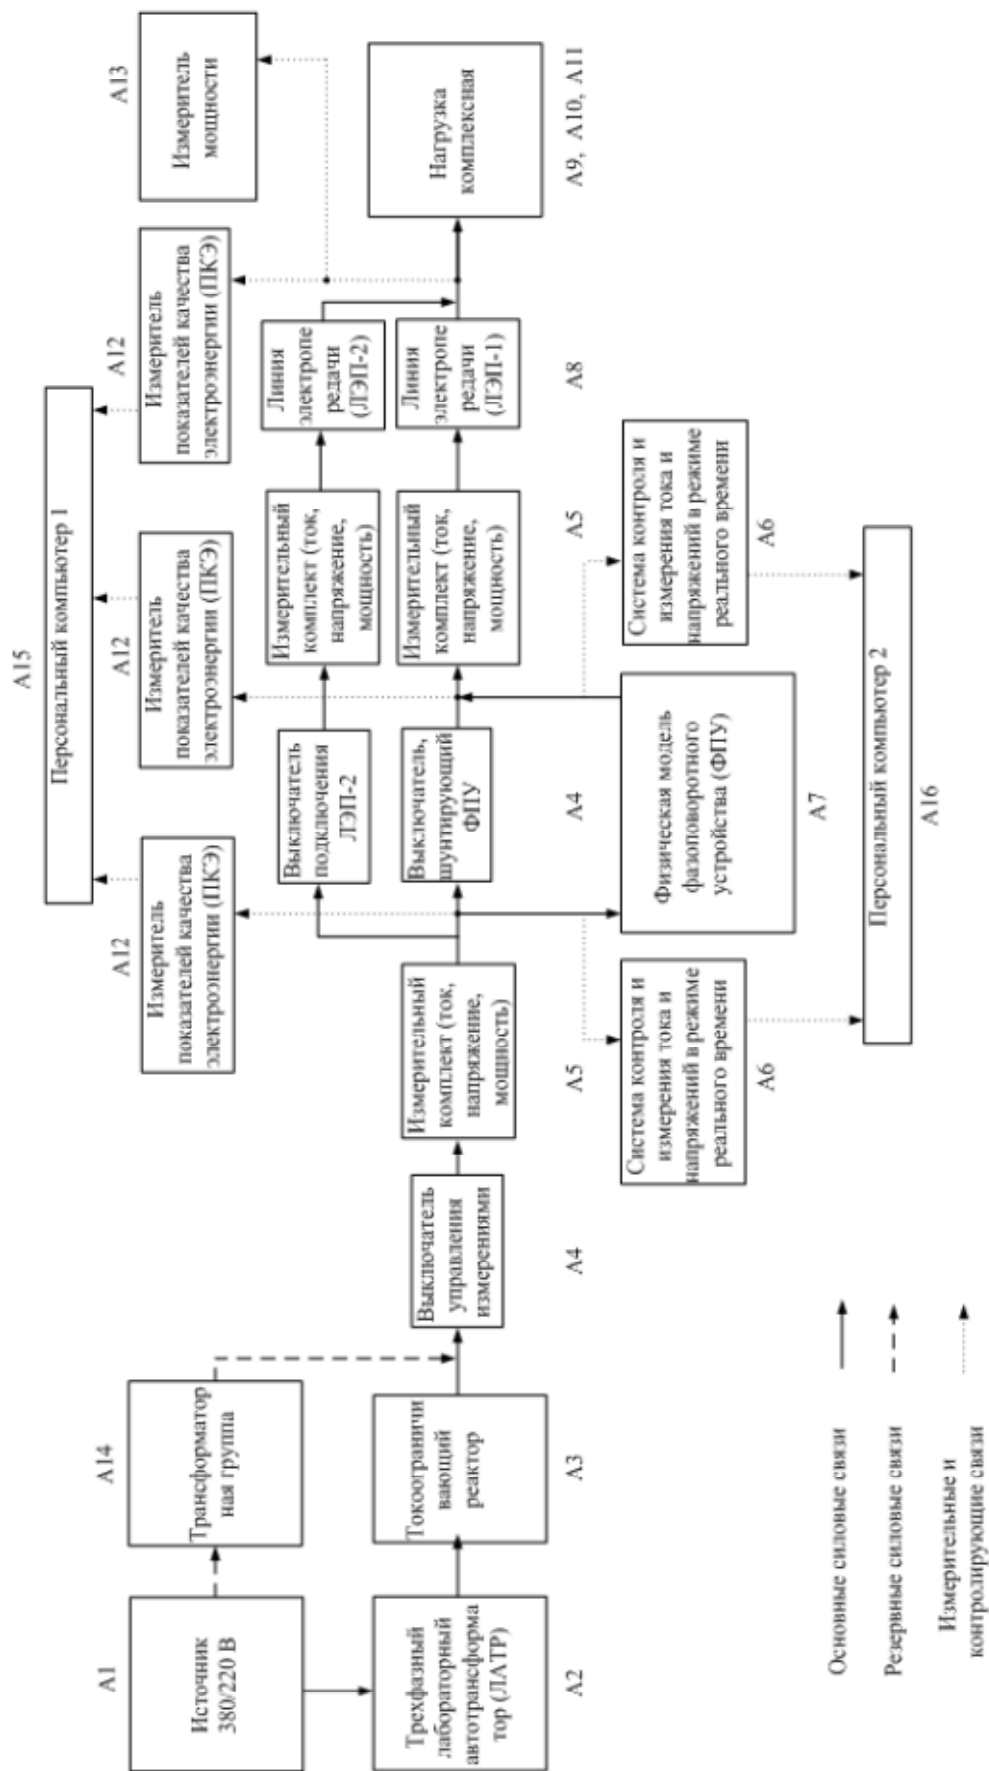 А15
Персональный компьютер 1
А12
Измеритель
показателей качества
электроэнергии (ПКЭ)
А12
Измеритель
показателей качества
электроэнергии (ПКЭ)
А12
Измеритель
показателей качества
электроэнергии (ПКЭ)
А13
Измеритель
мощности
А1
Источник
380/220 В
А14
Трансформатор
ная группа
Выключатель
подключения
ЛЭП-2
Измерительный
комплект (ток,
напряжение,
мощность)
Линия
электропе
редачи
(ЛЭП-2)
Трехфазный
лабораторный
автотрансформа
тор (ЛАТР)
А2
Токоограничи
вающий
реактор
А3
Выключатель
управления
измерениями
А4
Измерительный
комплект (ток,
напряжение,
мощность)
А5
Выключатель,
шунтирующий
ФПУ
А4
Измерительный
комплект (ток,
напряжение,
мощность)
А5
Линия
электропе
редачи
(ЛЭП-1)
А8
Нагрузка
комплексная
А9, А10, А11
Система контроля и
измерения тока и
напряжений в режиме
реального времени
А6
Физическая модель
фазоповоротного
устройства (ФПУ)
А7
Система контроля и
измерения тока и
напряжений в режиме
реального времени
А6
Персональный компьютер 2
А16
Основные силовые связи
Резервные силовые связи
Измерительные и
контролирующие связи